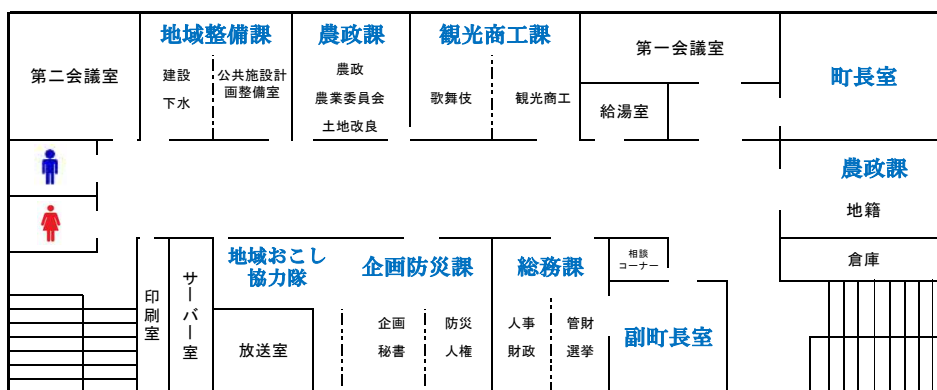 地域整備課
農政課
観光商工課
第二会議室
建設
下水
公共施設計
画整備室
農政
農業委員会
土地改良
歌舞伎
観光商工
第一会議室
給湯室
町長室
農政課
地籍
倉庫
印刷室
サーバー室
地域おこし
協力隊
放送室
企画防災課
企画
秘書
防災
人権
総務課
人事
財政
管財
選挙
相談
コーナー
副町長室